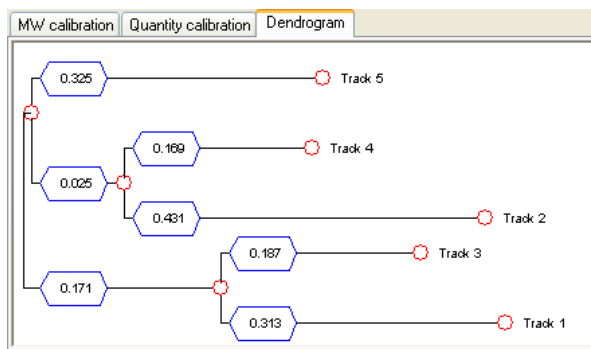 MW calibration Quantity calibration Dendrogram
0.325 Track 5
0.169 Track 4
0.025
0.431 Track 2
0.187 Track 3
0.171
0.313 Track 1